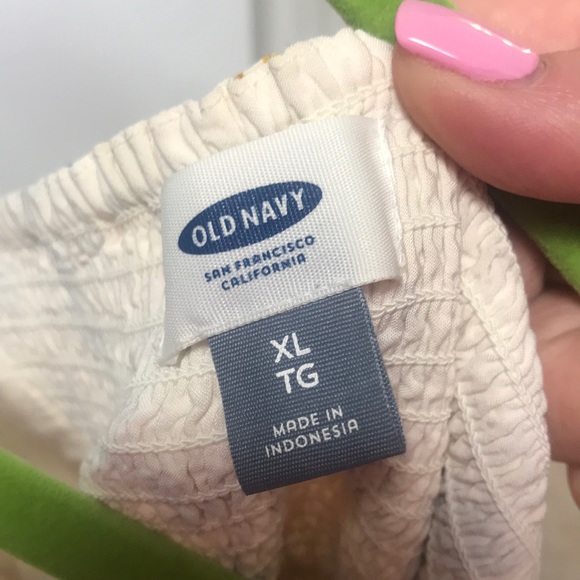 OLD NAVY
SAN FRANCISCO
CALIFORNIA
XL
TG
MADE IN
INDONESIA